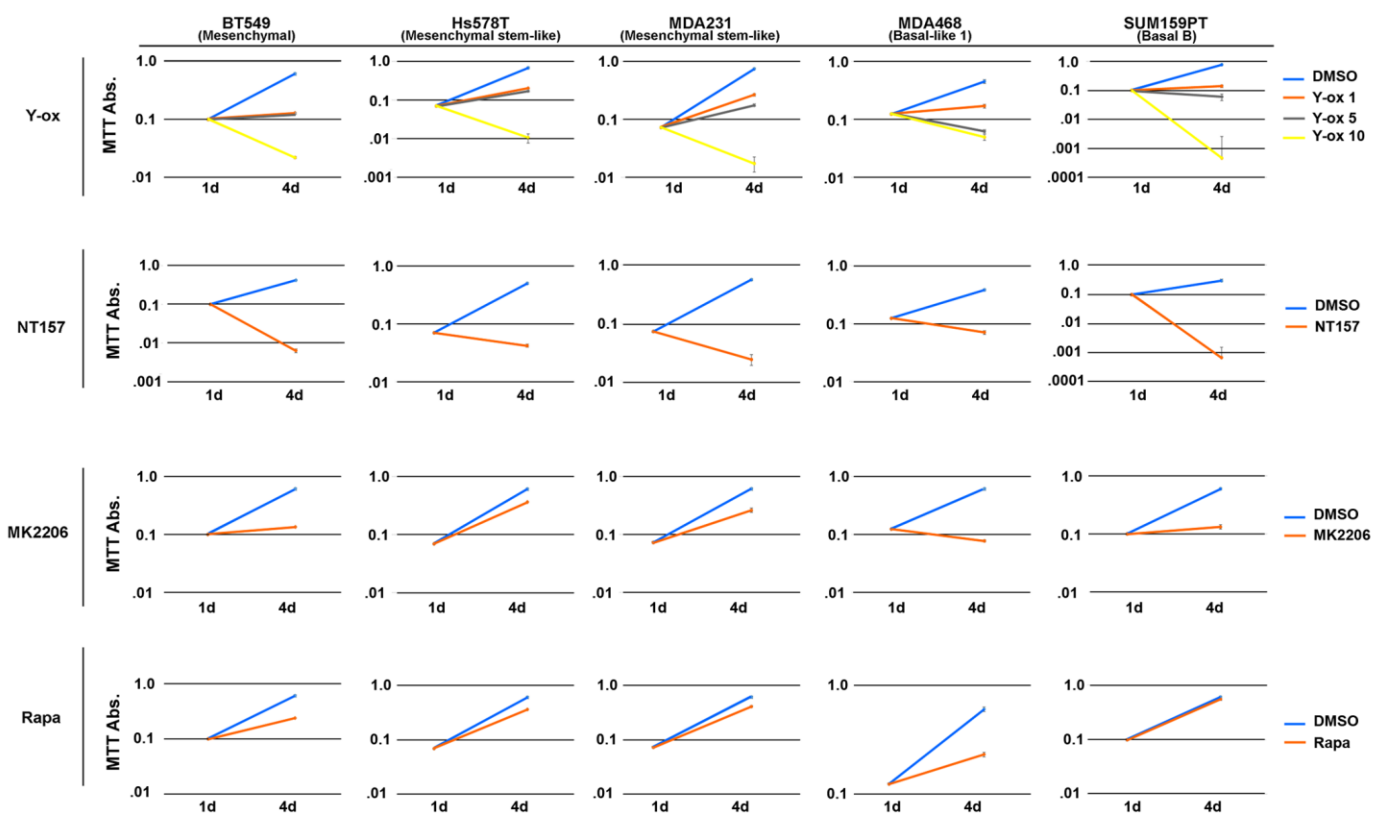 BT549
(Mesenchymal)
Hs578T
(Mesenchymal stem-like)
MDA231
(Mesenchymal stem-like)
MDA468
(Basal-like 1)
SUM159PT
(Basal B)
Y-ox
MTT Abs.
1.0
0.1
.01
1d 4d
1.0
0.1
.01
.001
1d 4d
1.0
0.1
.01
1d 4d
1.0
0.1
.01
1d 4d
1.0
0.1
.01
.001
.0001
1d 4d
DMSO
Y-ox 1
Y-ox 5
Y-ox 10
NT157
MTT Abs.
1.0
0.1
.01
.001
1d 4d
1.0
0.1
.01
1d 4d
1.0
0.1
.01
1d 4d
1.0
0.1
.01
1d 4d
1.0
0.1
.01
.001
.0001
1d 4d
DMSO
NT157
MK2206
MTT Abs.
1.0
0.1
.01
1d 4d
1.0
0.1
.01
1d 4d
1.0
0.1
.01
1d 4d
1.0
0.1
.01
1d 4d
1.0
0.1
.01
1d 4d
DMSO
MK2206
Rapa
MTT Abs.
1.0
0.1
.01
1d 4d
1.0
0.1
.01
1d 4d
1.0
0.1
.01
1d 4d
1.0
0.1
1d 4d
1.0
0.1
.01
1d 4d
DMSO
Rapa